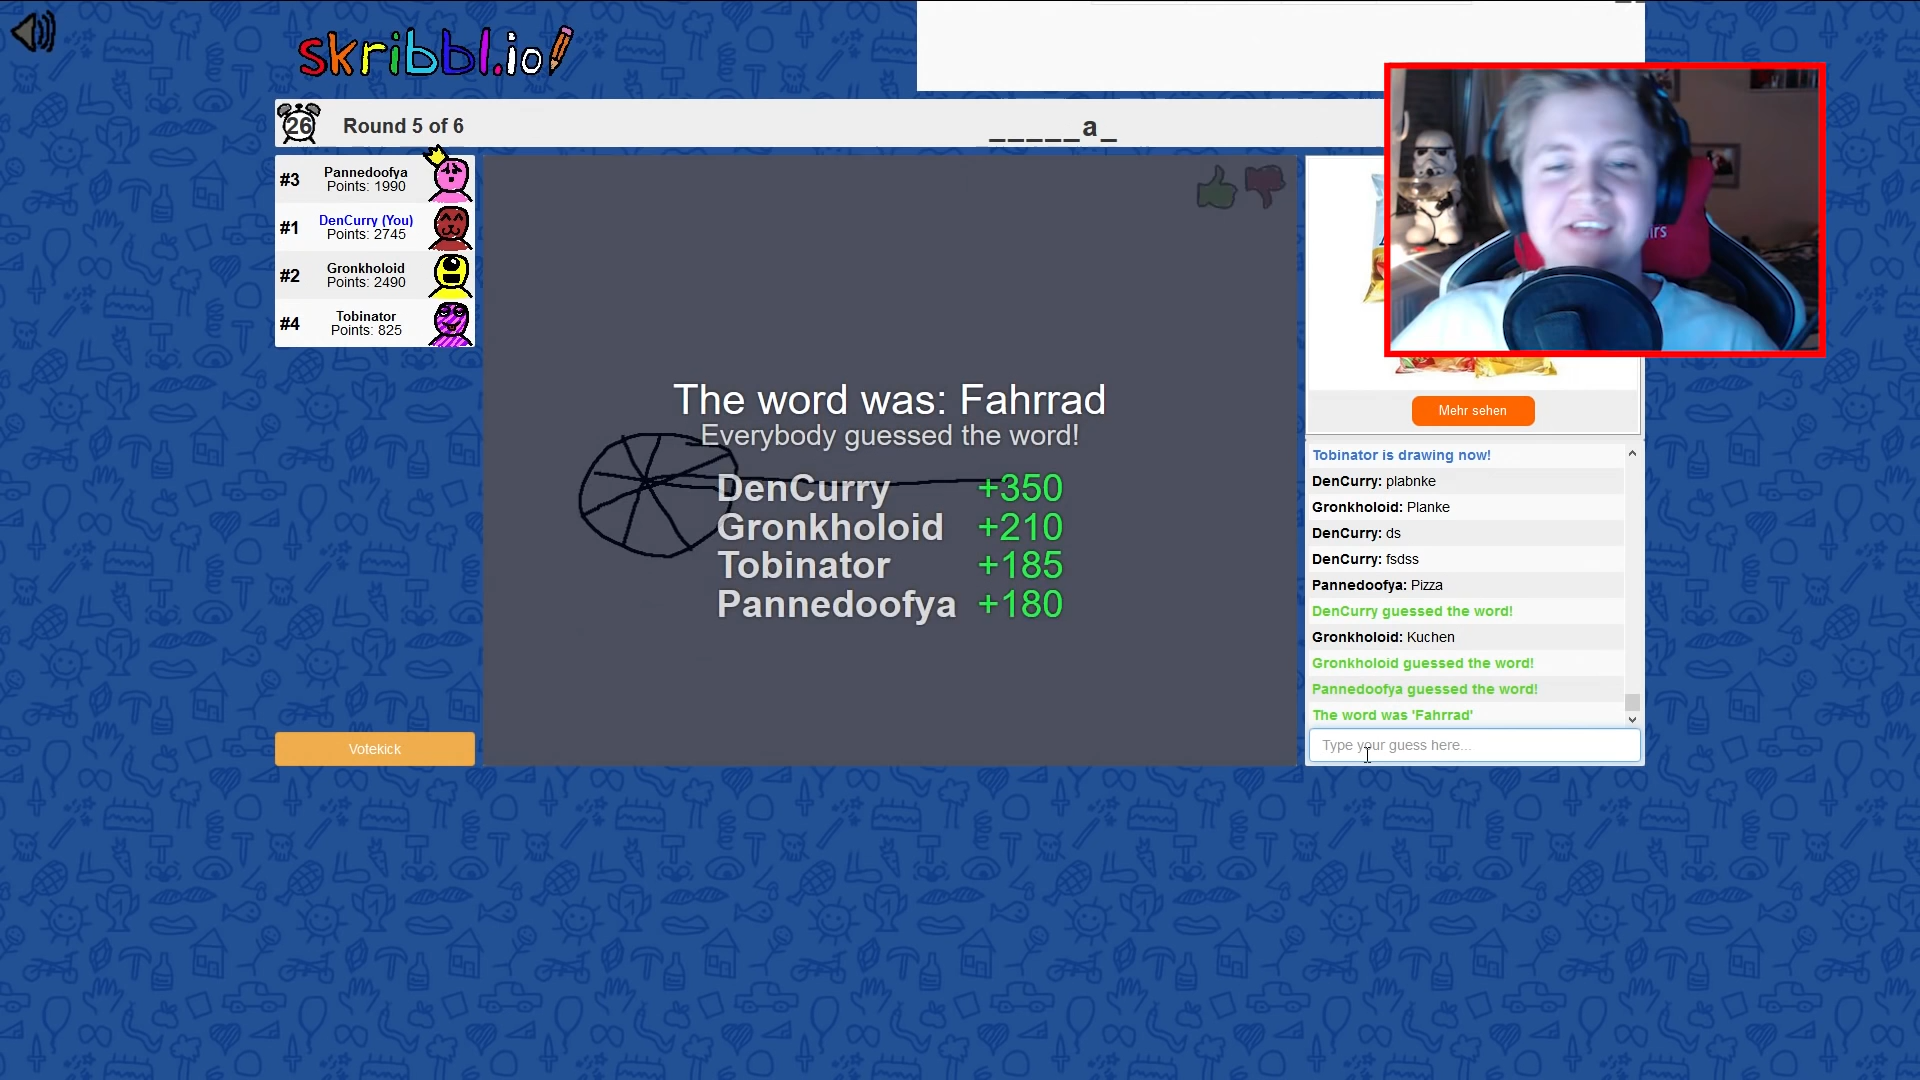 skribbl.io
26
Round 5 of 6
_____a_
#3
Pannedoofya
Points: 1990
#1
DenCurry (You)
Points: 2745
#2
Gronkholoid
Points: 2490
#4
Tobinator
Points: 825
Votekick
The word was: Fahrrad
Everybody guessed the word!
DenCurry +350
Gronkholoid +210
Tobinator +185
Pannedoofya +180
Mehr sehen
Tobinator is drawing now!
DenCurry: plabnke
Gronkholoid: Planke
DenCurry: ds
DenCurry: fsdss
Pannedoofya: Pizza
DenCurry guessed the word!
Gronkholoid: Kuchen
Gronkholoid guessed the word!
Pannedoofya guessed the word!
The word was 'Fahrrad'
Type your guess here...